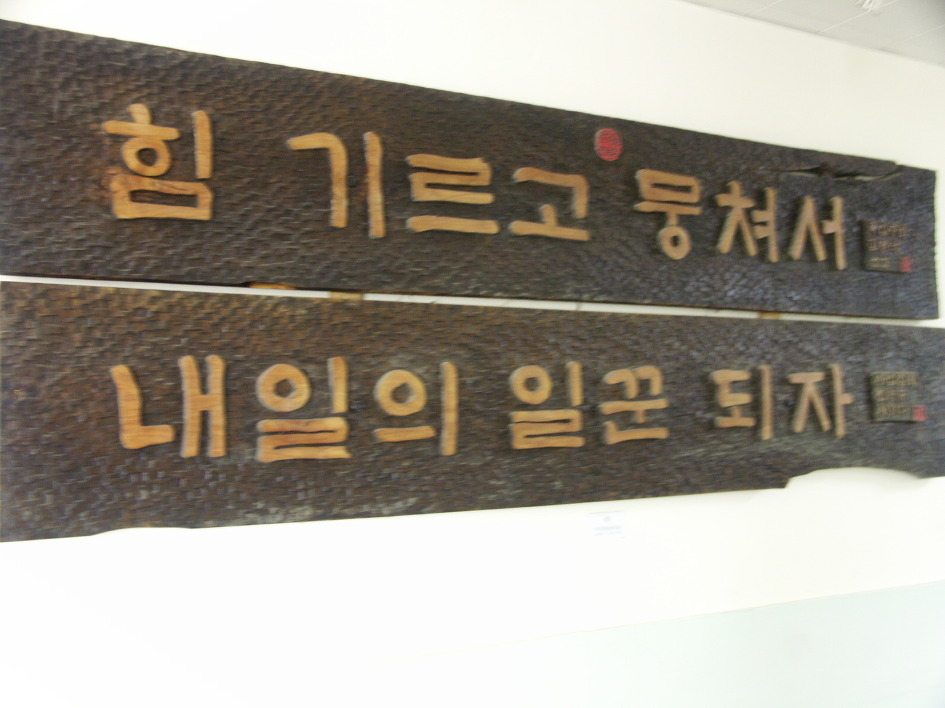 힘 기르고 뭉쳐서
내일의 일꾼 되자